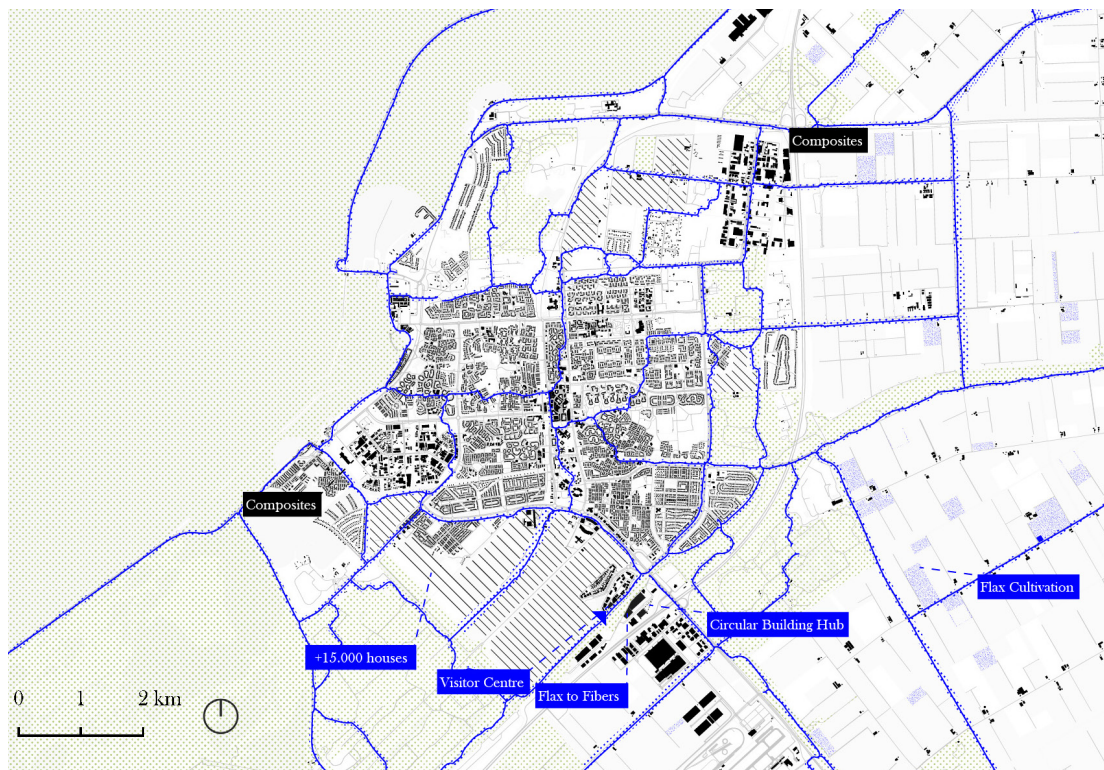 Composites
Composites
Flax Cultivation
Circular Building Hub
+15.000 houses
Visitor Centre
Flax to Fibers
0 1 2 km